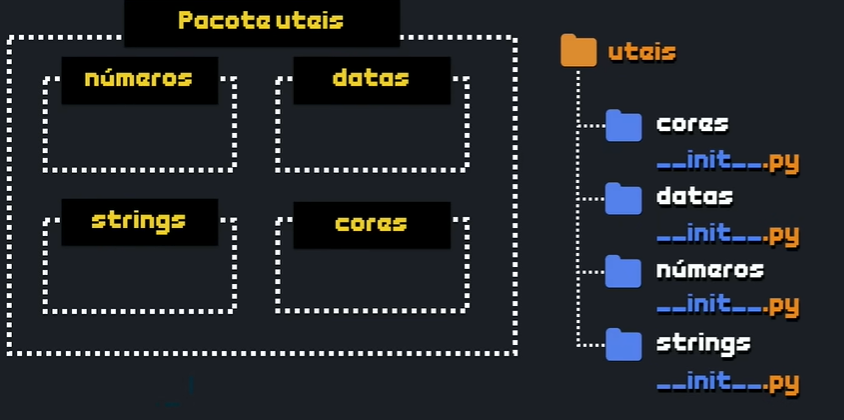 Pacote uteis
números
datas
strings
cores
uteis
cores
__init__.py
datas
__init__.py
números
__init__.py
strings
__init__.py